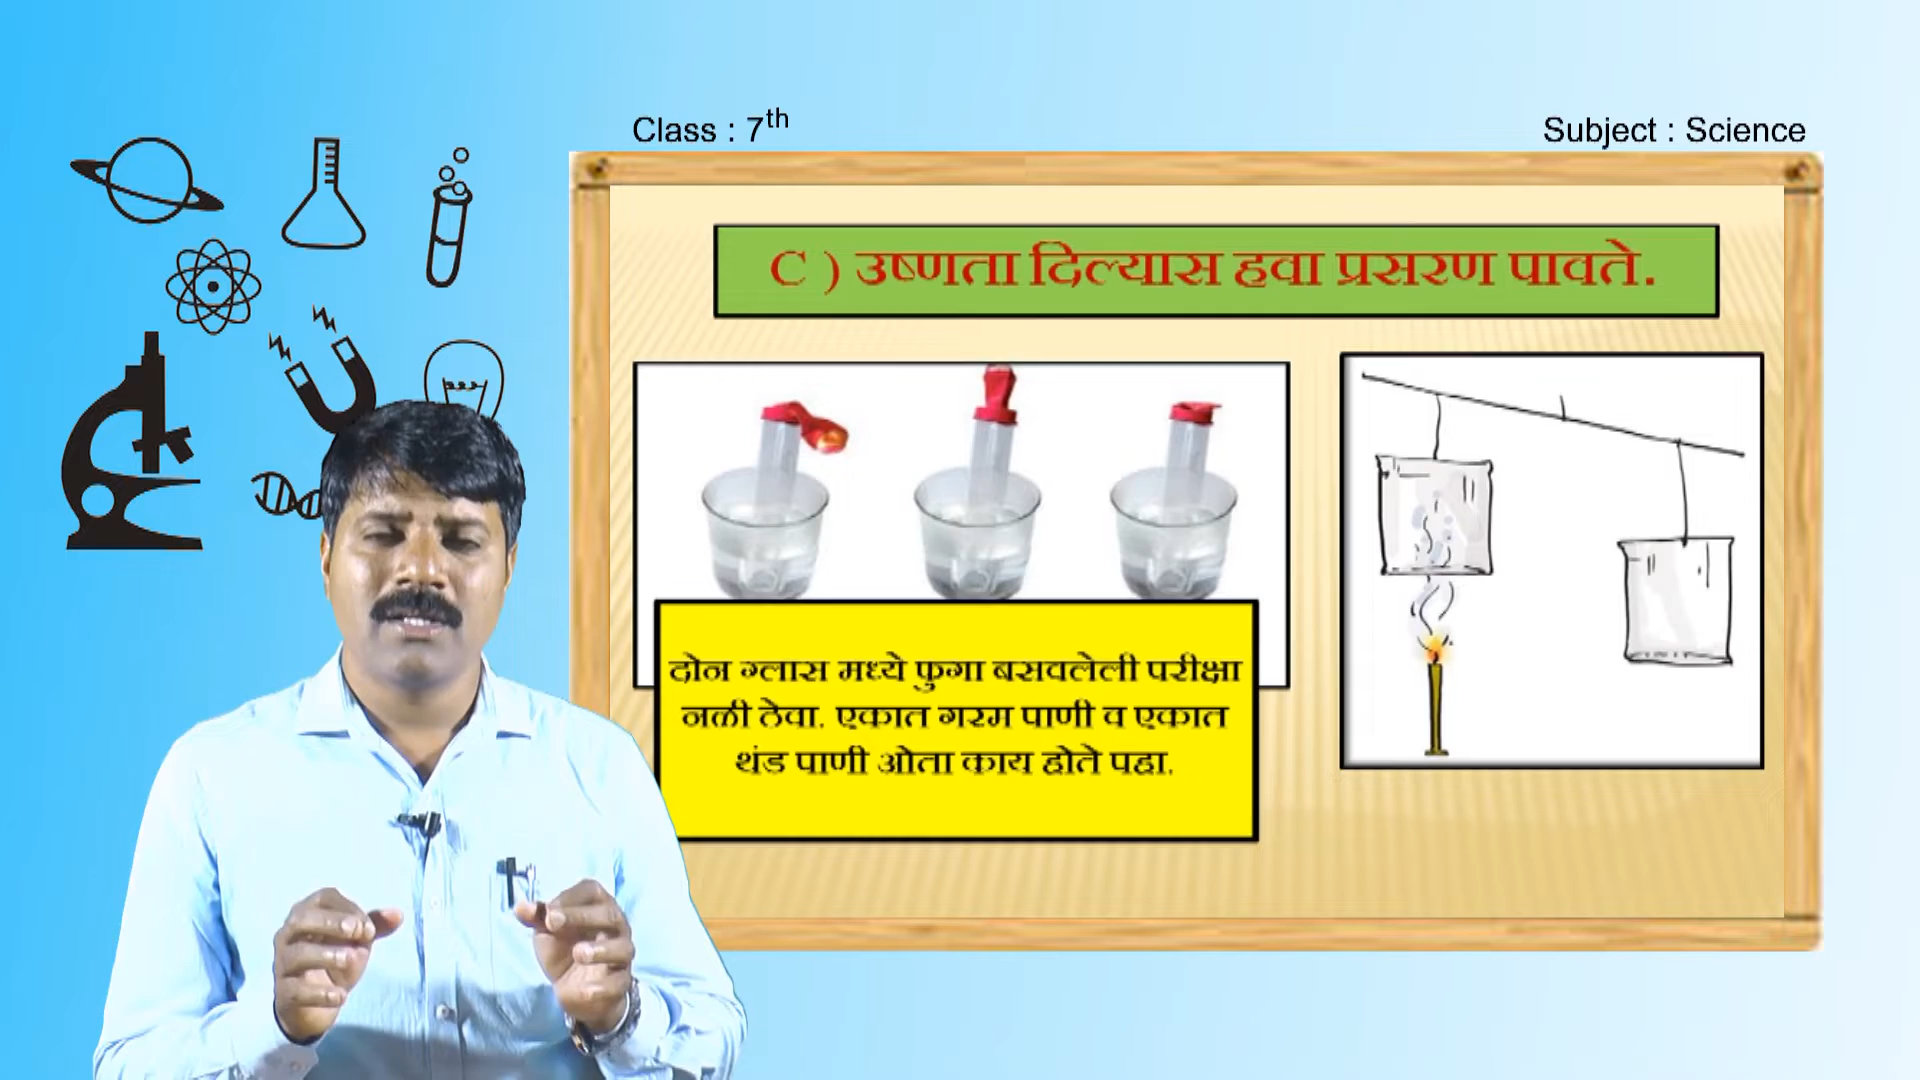 Class : 7th
Subject : Science
C ) उष्णता दिल्यास हवा प्रसरण पावते.
दोन ग्लास मध्ये फुगा बसवलेली परीक्षा
नळी ठेवा. एकात गरम पाणी व एकात
थंड पाणी ओता काय होते पहा.